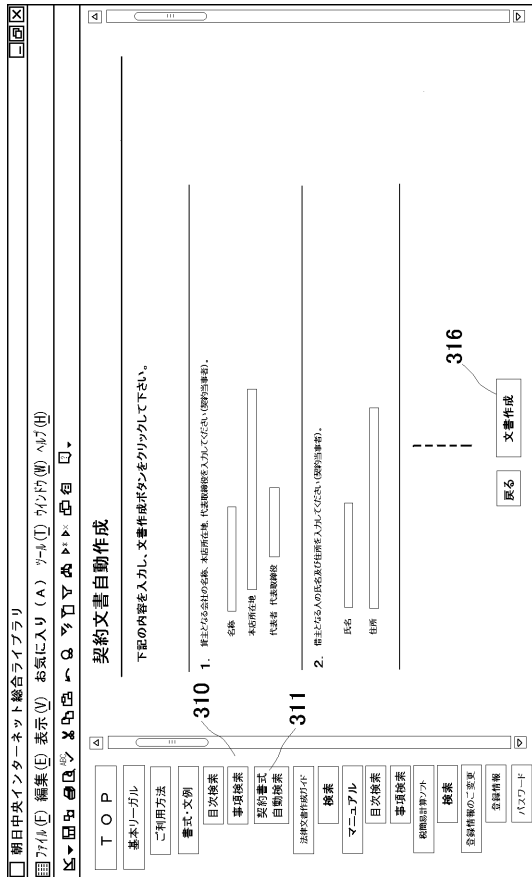 朝日中央インターネット総合ライブラリ
ファイル(F) 編集(E) 表示(V) お気に入り(A) ツール(T) ウインドウ(W) ヘルプ(H)
ABC
TOP
基本リーガル
ご利用方法
書式・文例
目次検索
事項検索
契約書式
自動検索
法律文書作成ガイド
検索
マニュアル
目次検索
事項検索
税簡易計算ソフト
検索
登録情報のご変更
登録情報
パスワード
310
311
契約文書自動作成
下記の内容を入力し、文書作成ボタンをクリックして下さい。
1. 貸主となる会社の名称、本店所在地、代表取締役を入力してください(契約当事者)。
名称
本店所在地
代表者 代表取締役
2. 借主となる人の氏名及び住所を入力してください(契約当事者)。
氏名
住所
戻る
文書作成
316